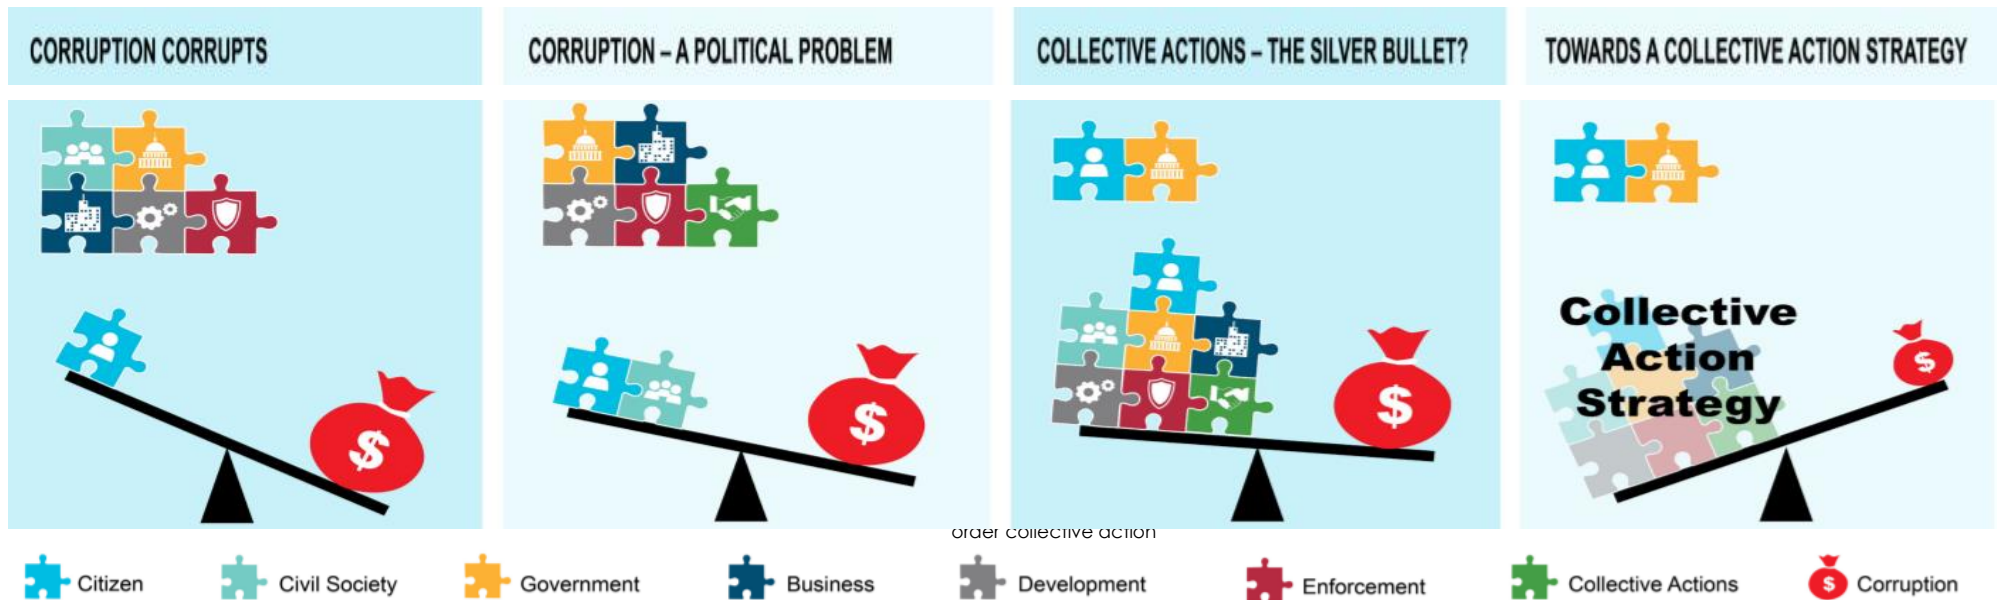 CORRUPTION CORRUPTS
CORRUPTION – A POLITICAL PROBLEM
COLLECTIVE ACTIONS – THE SILVER BULLET?
TOWARDS A COLLECTIVE ACTION STRATEGY
$
$
$
$
Collective
Action
Strategy
order collective action
Citizen
Civil Society
Government
Business
Development
Enforcement
Collective Actions
$
Corruption